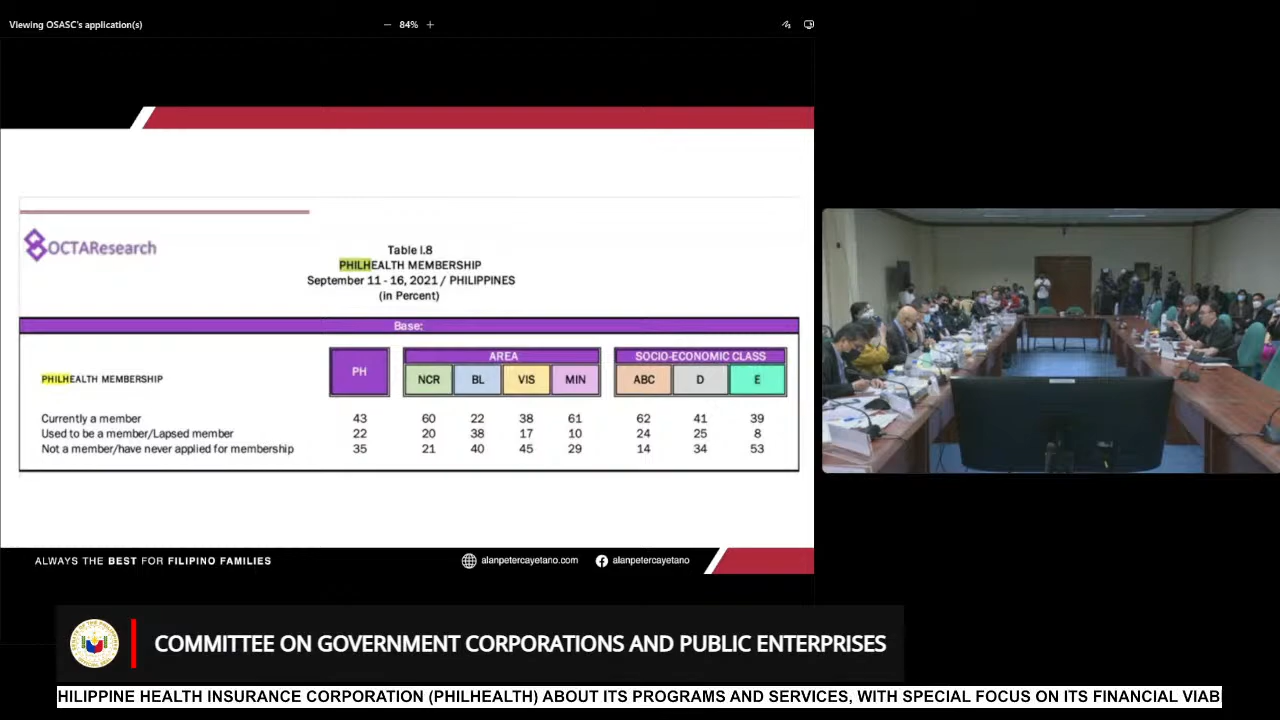 Viewing OSASC's application(s)
84%
OCTAResearch
Table I.8
PHILHEALTH MEMBERSHIP
September 11 - 16, 2021 / PHILIPPINES
(in Percent)
Base:
PHILHEALTH MEMBERSHIP
PH
AREA
SOCIO-ECONOMIC CLASS
NCR BL VIS MIN ABC D E
Currently a member 43 60 22 38 61 62 41 39
Used to be a member/Lapsed member 22 20 38 17 10 24 25 8
Not a member/have never applied for membership 35 21 40 45 29 14 34 53
ALWAYS THE BEST FOR FILIPINO FAMILIES
alanpetercayetano.com
alanpetercayetano
COMMITTEE ON GOVERNMENT CORPORATIONS AND PUBLIC ENTERPRISES
HILIPPINE HEALTH INSURANCE CORPORATION (PHILHEALTH) ABOUT ITS PROGRAMS AND SERVICES, WITH SPECIAL FOCUS ON ITS FINANCIAL VIAB